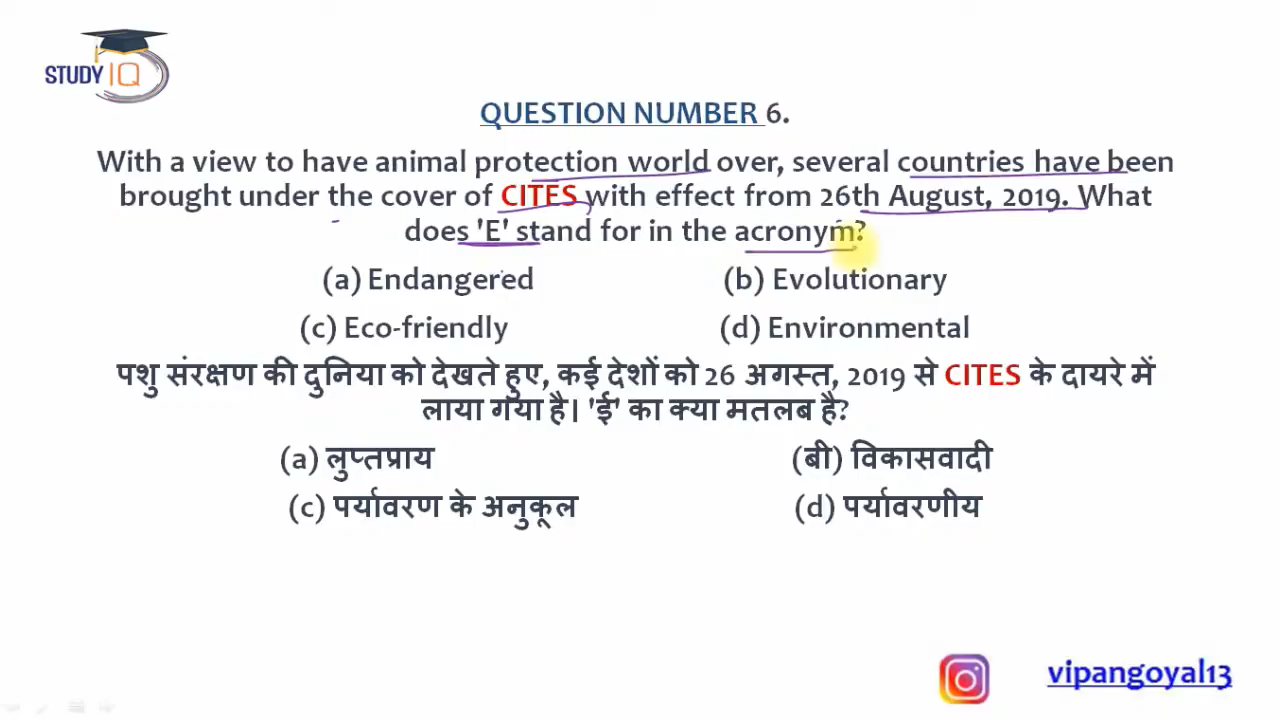 STUDY IQ
QUESTION NUMBER 6.
With a view to have animal protection world over, several countries have been
brought under the cover of CITES with effect from 26th August, 2019. What
does 'E' stand for in the acronym?
(a) Endangered (b) Evolutionary
(c) Eco-friendly (d) Environmental
पशु संरक्षण की दुनिया को देखते हुए, कई देशों को 26 अगस्त, 2019 से CITES के दायरे में
लाया गया है। 'ई' का क्या मतलब है?
(a) लुप्तप्राय (बी) विकासवादी
(c) पर्यावरण के अनुकूल (d) पर्यावरणीय
vipangoyal13